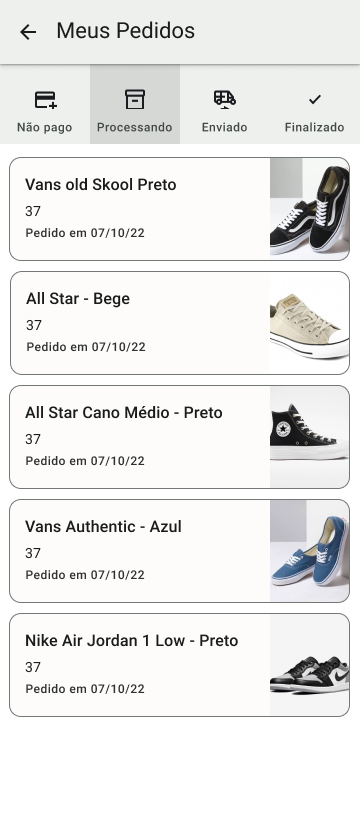 Meus Pedidos
Não pago
Processando
Enviado
Finalizado
Vans old Skool Preto
37
Pedido em 07/10/22
All Star - Bege
37
Pedido em 07/10/22
All Star Cano Médio - Preto
37
Pedido em 07/10/22
Vans Authentic - Azul
37
Pedido em 07/10/22
Nike Air Jordan 1 Low - Preto
37
Pedido em 07/10/22